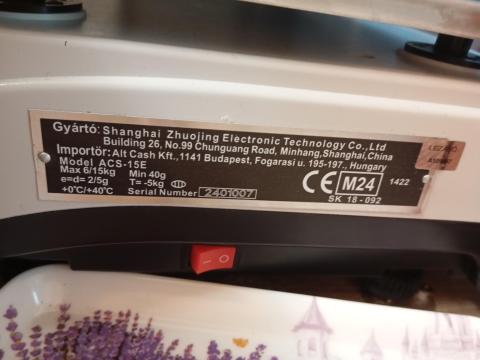 Gyártó: Shanghai Zhuojing Electronic Technology Co., Ltd
Building 26, No.99 Chunguang Road, Minhang,Shanghai,China
Importőr: Alt Cash Kft.,1141 Budapest, Fogarasi u. 195-197., Hungary
Model ACS-15E
Max 6/15kg Min 40g
e=d= 2/5g T= -5kg III
+0℃/+40℃ Serial Number 2401007
CE M24 1422
SK 18-092